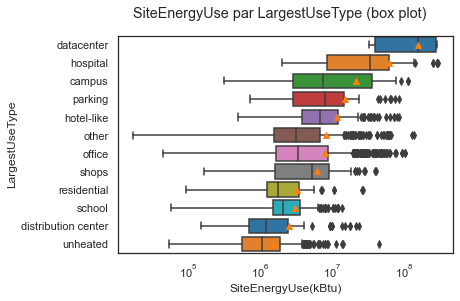 SiteEnergyUse par LargestUseType (box plot)
LargestUseType
datacenter
hospital
campus
parking
hotel-like
other
office
shops
residential
school
distribution center
unheated
10^5 10^6 10^7 10^8
SiteEnergyUse(kBtu)